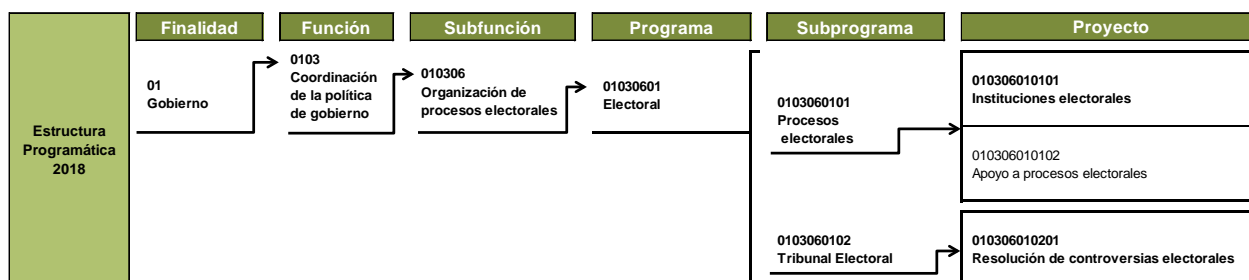 Finalidad
Función
Subfunción
Programa
Subprograma
Proyecto
Estructura
Programática
2018
01
Gobierno
0103
Coordinación
de la política
de gobierno
010306
Organización de
procesos electorales
01030601
Electoral
0103060101
Procesos
electorales
010306010101
Instituciones electorales
010306010102
Apoyo a procesos electorales
0103060102
Tribunal Electoral
010306010201
Resolución de controversias electorales